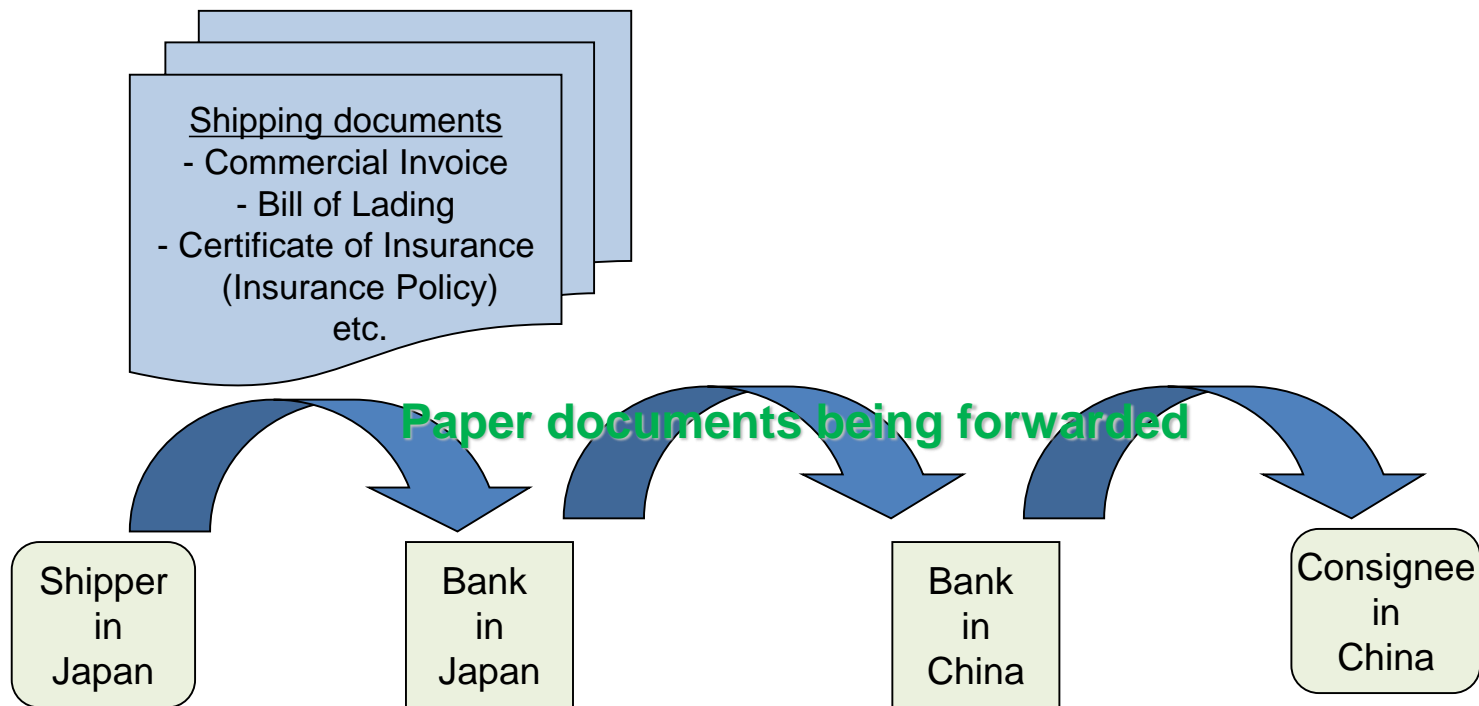 Shipping documents
- Commercial Invoice
- Bill of Lading
- Certificate of Insurance
(Insurance Policy)
etc.
Paper documents being forwarded
Shipper
in
Japan
Bank
in
Japan
Bank
in
China
Consignee
in
China